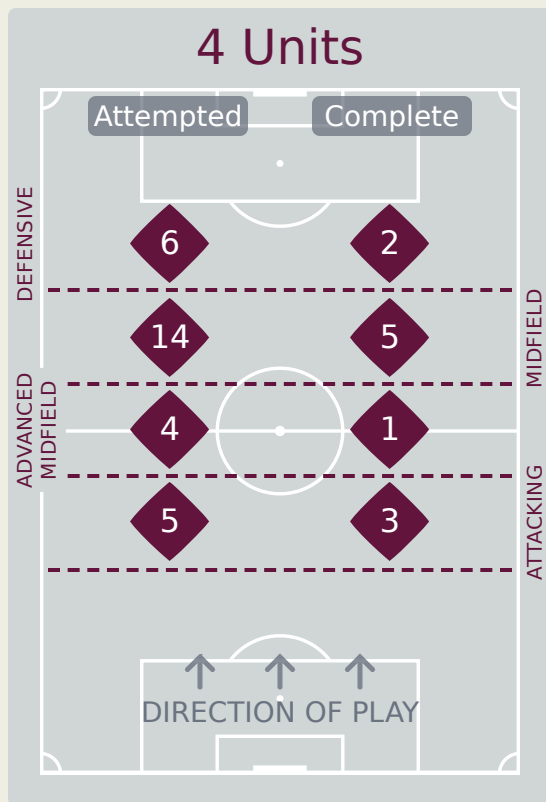 4 Units
Attempted
Complete
DEFENSIVE
6
2
MIDFIELD
14
5
ADVANCED
MIDFIELD
4
1
ATTACKING
5
3
DIRECTION OF PLAY